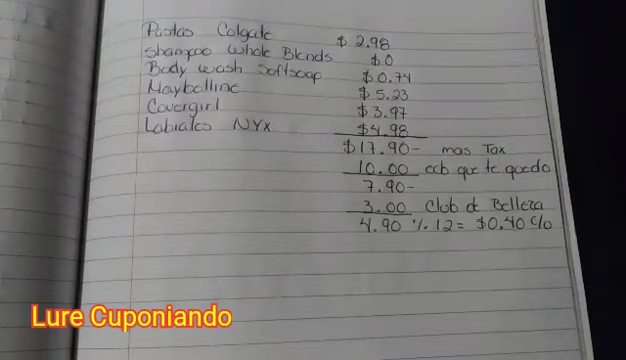 Pastas Colgate $ 2.98
Shampoo Whole Blends $0
Body wash Softsoap $0.74
Maybelline $5.23
Covergirl $3.97
Labiales NYX $4.98
$17.90- mas Tax
10.00 ecb que te quedo
7.90-
3.00 Club de Belleza
4.90 % 12 = $0.40 c/o
Lure Cuponiando